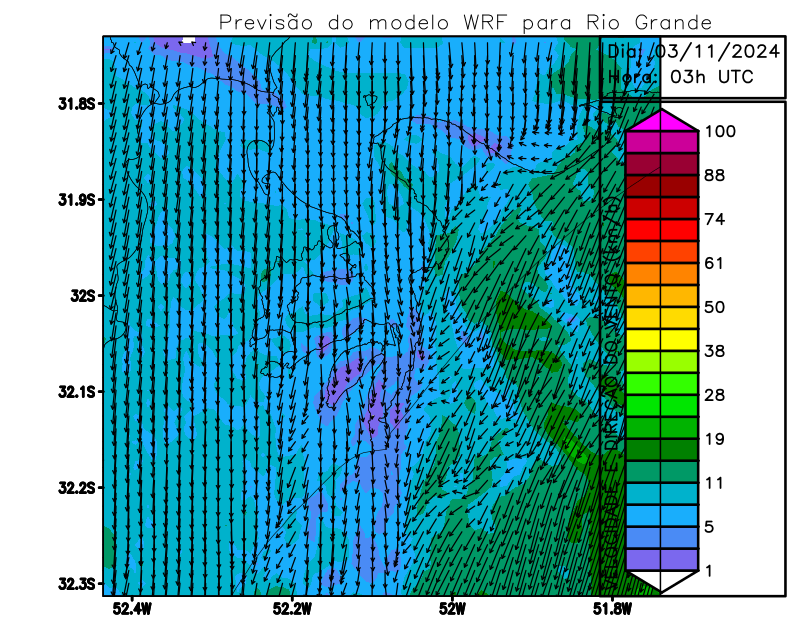 Previsão do modelo WRF para Rio Grande
Dia: 03/11/2024
Hora: 03h UTC
31.8S
31.9S
32S
32.1S
32.2S
32.3S
52.4W
52.2W
52W
51.8W
VELOCIDADE E DIREÇÃO DO VENTO (km/h)
100
88
74
61
50
38
28
19
11
5
1